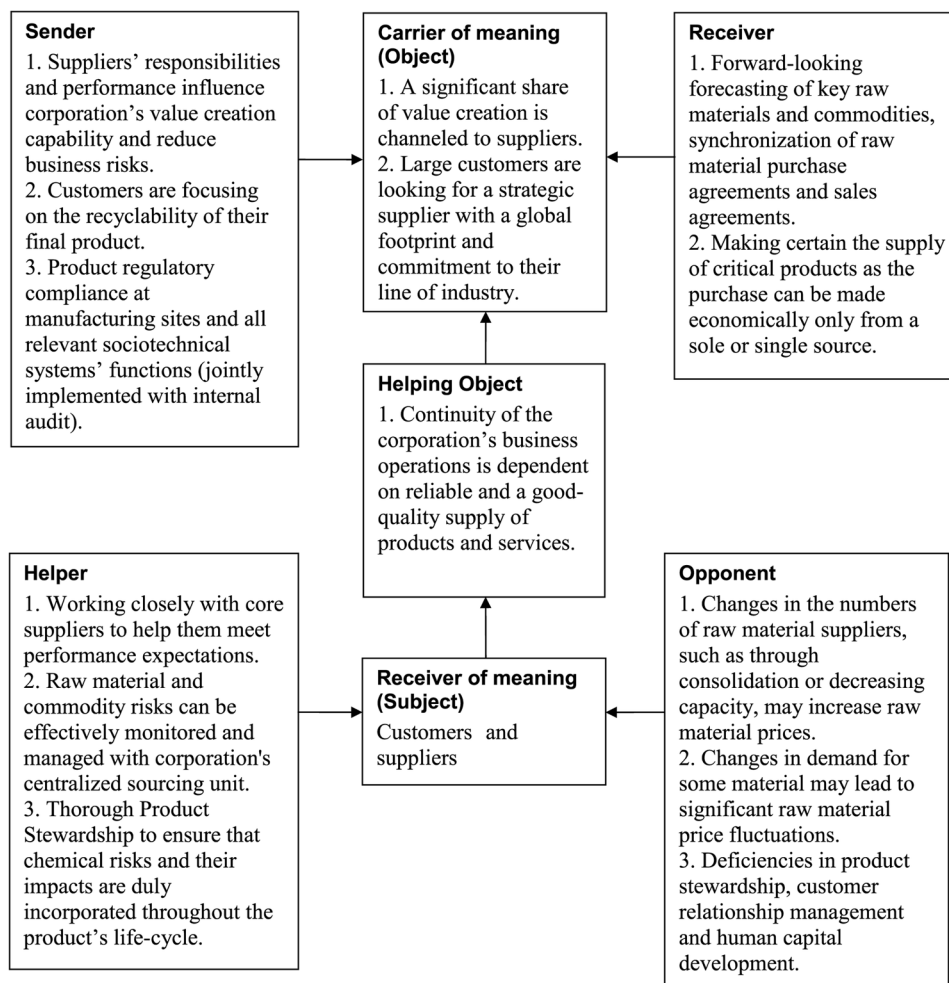 Sender
1. Suppliers’ responsibilities
and performance influence
corporation’s value creation
capability and reduce
business risks.
2. Customers are focusing
on the recyclability of their
final product.
3. Product regulatory
compliance at
manufacturing sites and all
relevant sociotechnical
systems’ functions (jointly
implemented with internal
audit).
Carrier of meaning
(Object)
1. A significant share
of value creation is
channeled to suppliers.
2. Large customers are
looking for a strategic
supplier with a global
footprint and
commitment to their
line of industry.
Receiver
1. Forward-looking
forecasting of key raw
materials and commodities,
synchronization of raw
material purchase
agreements and sales
agreements.
2. Making certain the supply
of critical products as the
purchase can be made
economically only from a
sole or single source.
Helping Object
1. Continuity of the
corporation’s business
operations is dependent
on reliable and a good-
quality supply of
products and services.
Helper
1. Working closely with core
suppliers to help them meet
performance expectations.
2. Raw material and
commodity risks can be
effectively monitored and
managed with corporation's
centralized sourcing unit.
3. Thorough Product
Stewardship to ensure that
chemical risks and their
impacts are duly
incorporated throughout the
product’s life-cycle.
Receiver of meaning
(Subject)
Customers and
suppliers
Opponent
1. Changes in the numbers
of raw material suppliers,
such as through
consolidation or decreasing
capacity, may increase raw
material prices.
2. Changes in demand for
some material may lead to
significant raw material
price fluctuations.
3. Deficiencies in product
stewardship, customer
relationship management
and human capital
development.